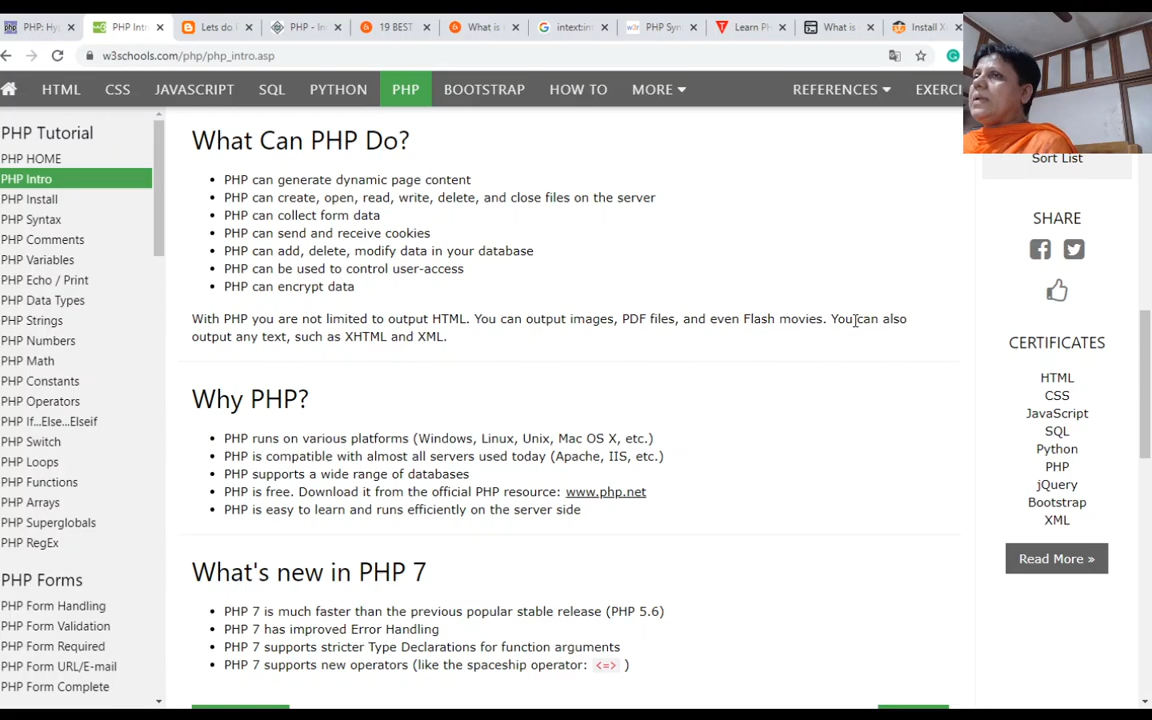 PHP: Hyp
PHP Intr
Lets do
PHP - In
19 BEST
What is
intext:in
PHP Syn
Learn Ph
What is
Install X
w3schools.com/php/php_intro.asp
HTML CSS JAVASCRIPT SQL PYTHON PHP BOOTSTRAP HOW TO MORE REFERENCES EXERCI
PHP Tutorial
PHP HOME
PHP Intro
PHP Install
PHP Syntax
PHP Comments
PHP Variables
PHP Echo / Print
PHP Data Types
PHP Strings
PHP Numbers
PHP Math
PHP Constants
PHP Operators
PHP If...Else...Elseif
PHP Switch
PHP Loops
PHP Functions
PHP Arrays
PHP Superglobals
PHP RegEx
PHP Forms
PHP Form Handling
PHP Form Validation
PHP Form Required
PHP Form URL/E-mail
PHP Form Complete
What Can PHP Do?
• PHP can generate dynamic page content
• PHP can create, open, read, write, delete, and close files on the server
• PHP can collect form data
• PHP can send and receive cookies
• PHP can add, delete, modify data in your database
• PHP can be used to control user-access
• PHP can encrypt data
With PHP you are not limited to output HTML. You can output images, PDF files, and even Flash movies. You can also
output any text, such as XHTML and XML.
Why PHP?
• PHP runs on various platforms (Windows, Linux, Unix, Mac OS X, etc.)
• PHP is compatible with almost all servers used today (Apache, IIS, etc.)
• PHP supports a wide range of databases
• PHP is free. Download it from the official PHP resource: www.php.net
• PHP is easy to learn and runs efficiently on the server side
What's new in PHP 7
• PHP 7 is much faster than the previous popular stable release (PHP 5.6)
• PHP 7 has improved Error Handling
• PHP 7 supports stricter Type Declarations for function arguments
• PHP 7 supports new operators (like the spaceship operator: <=> )
Sort List
SHARE
CERTIFICATES
HTML
CSS
JavaScript
SQL
Python
PHP
jQuery
Bootstrap
XML
Read More »